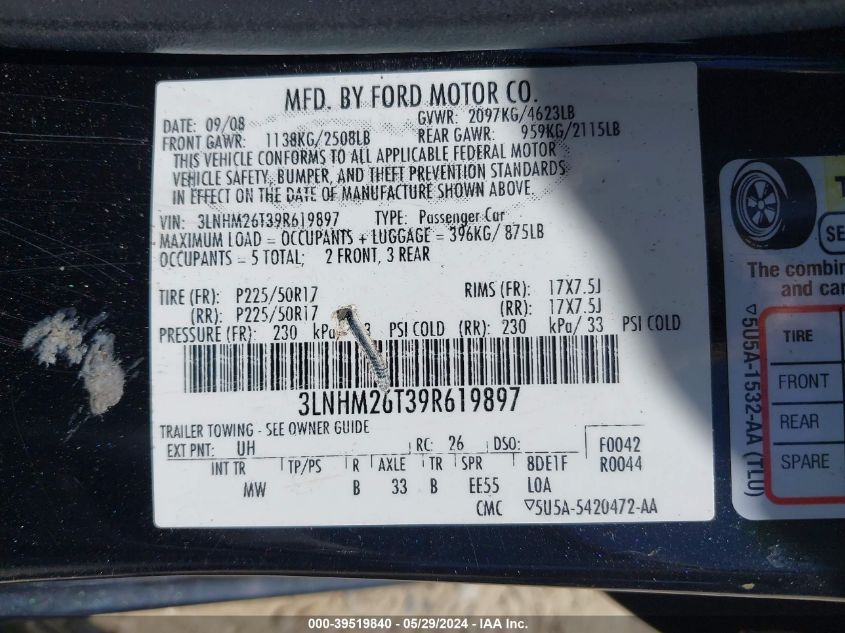 MFD. BY FORD MOTOR CO.
DATE: 09/08 GVWR: 2097KG/4623LB
FRONT GAWR: 1138KG/2508LB REAR GAWR: 959KG/2115LB
THIS VEHICLE CONFORMS TO ALL APPLICABLE FEDERAL MOTOR
VEHICLE SAFETY, BUMPER, AND THEFT PREVENTION STANDARDS
IN EFFECT ON THE DATE OF MANUFACTURE SHOWN ABOVE.
VIN: 3LNHM26T39R619897 TYPE: Passenger Car
MAXIMUM LOAD = OCCUPANTS + LUGGAGE = 396KG/ 875LB
OCCUPANTS = 5 TOTAL; 2 FRONT, 3 REAR
TIRE (FR): P225/50R17 RIMS (FR): 17X7.5J
(RR): P225/50R17 (RR): 17X7.5J
PRESSURE (FR): 230 kPa/ 33 PSI COLD (RR): 230 kPa/ 33 PSI COLD
3LNHM26T39R619897
TRAILER TOWING - SEE OWNER GUIDE
EXT PNT: UH RC: 26 DSO: F0042
INT TR TP/PS R AXLE TR SPR 8DE1F R0044
MW B 33 B EE55 LOA
CMC ▽5U5A-5420472-AA
SE
The combin
and car
TIRE
FRONT
REAR
SPARE
▽5U5A-1532-AA (TLU)
000-39519840 - 05/29/2024 - IAA Inc.